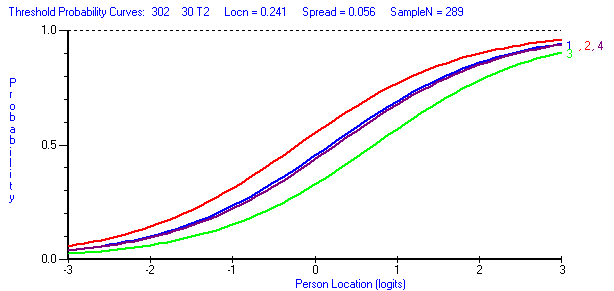 Threshold Probability Curves: 302 30 T2 Locn = 0.241 Spread = 0.056 SampleN = 289
1.0
1 , 2, 4
3
Probability
0.5
0.0
-3 -2 -1 0 1 2 3
Person Location (logits)